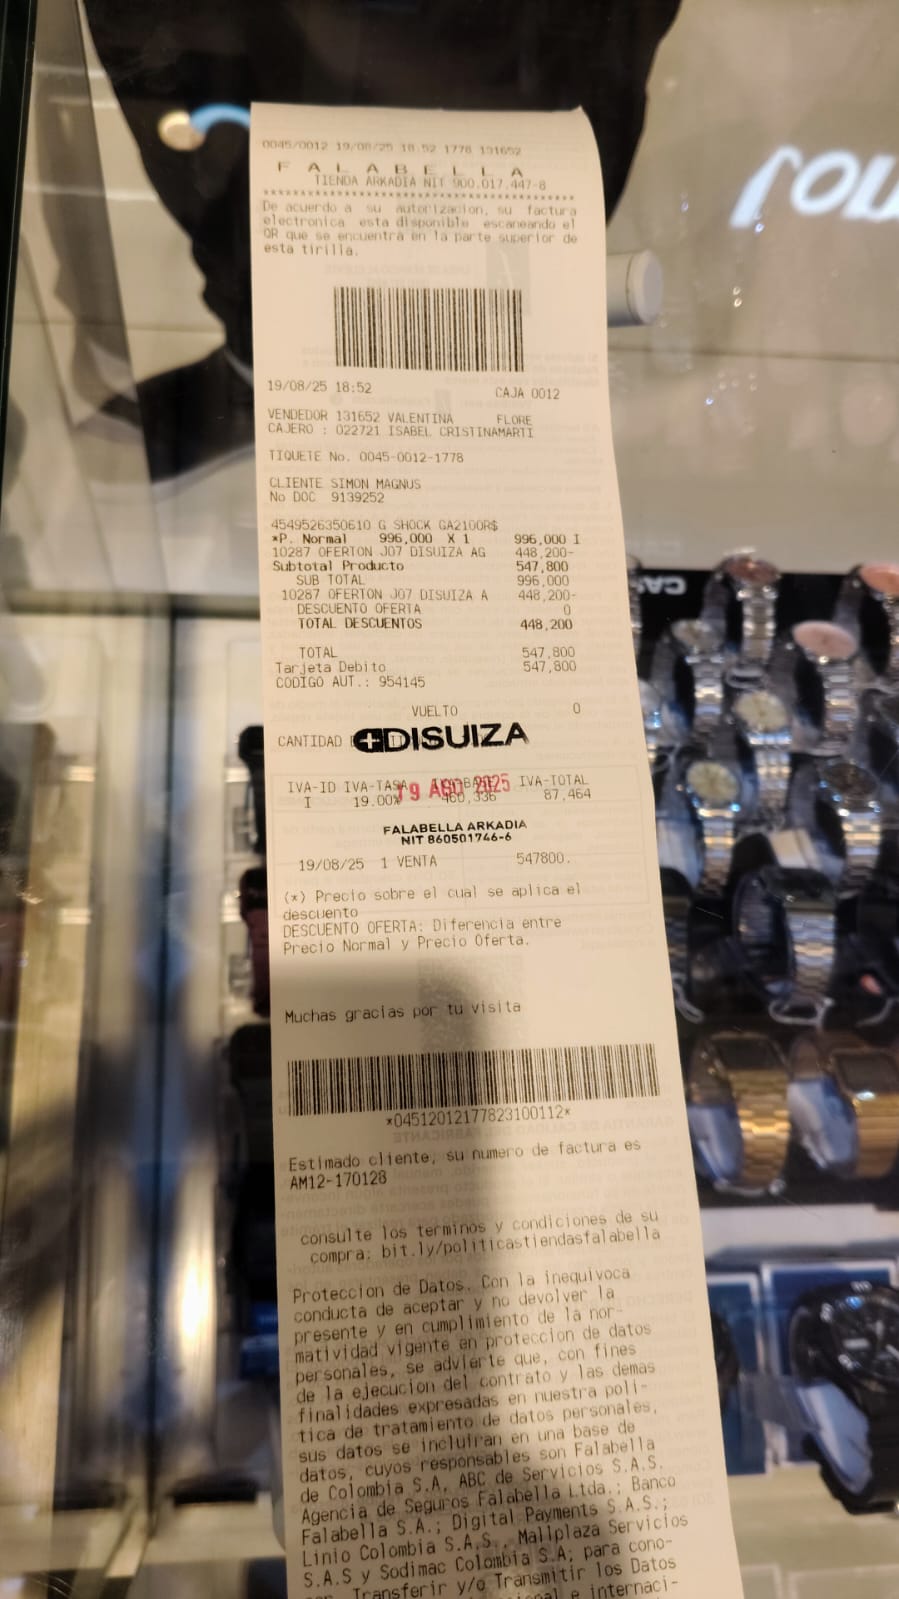 0045/0012 19/08/25 18.52 1778 131652
F A L A B E L L A
TIENDA ARKADIA NIT 900.017.447-8
De acuerdo a su autorizacion, su factura
electronica esta disponible escaneando el
QR que se encuentra en la parte superior de
esta tirilla.
19/08/25 18:52 CAJA 0012
VENDEDOR 131652 VALENTINA FLORE
CAJERO : 022721 ISABEL CRISTINAMARTI
TIQUETE No. 0045-0012-1778
CLIENTE SIMON MAGNUS
No DOC 9139252
4549526350610 G SHOCK GA2100R$
*P. Normal 996,000 X 1 996,000 I
10287 OFERTON J07 DISUIZA AG 448,200-
Subtotal Producto 547,800
SUB TOTAL 996,000
10287 OFERTON J07 DISUIZA A 448,200-
DESCUENTO OFERTA 0
TOTAL DESCUENTOS 448,200
TOTAL 547,800
Tarjeta Debito 547,800
CODIGO AUT.: 954145
VUELTO 0
CANTIDAD
DISUIZA
IVA-ID IVA-TASA IVA-BASE IVA-TOTAL
19 AGO 2025
I 19.00% 460,336 87,464
FALABELLA ARKADIA
NIT 860501746-6
19/08/25 1 VENTA 547800.
(*) Precio sobre el cual se aplica el
descuento
DESCUENTO OFERTA: Diferencia entre
Precio Normal y Precio Oferta.
Muchas gracias por tu visita
*04512012177823100112*
Estimado cliente, su numero de factura es
AM12-170128
consulte los terminos y condiciones de su
compra: bit.ly/politicastiendasfalabella
Proteccion de Datos. Con la inequivoca
conducta de aceptar y no devolver la
presente y en cumplimiento de la nor-
matividad vigente en proteccion de datos
personales, se advierte que, con fines
de la ejecucion del contrato y las demas
finalidades expresadas en nuestra poli-
tica de tratamiento de datos personales,
sus datos se incluiran en una base de
datos, cuyos responsables son Falabella
de Colombia S.A, ABC de Servicios S.A.S.
Agencia de Seguros Falabella Ltda.; Banco
Falabella S.A.; Digital Payments S.A.S.;
Linio Colombia S.A.S., Mallplaza Servicios
S.A.S y Sodimac Colombia S.A; para cono-
Transferir y/o Transmitir los Datos
e internaci-